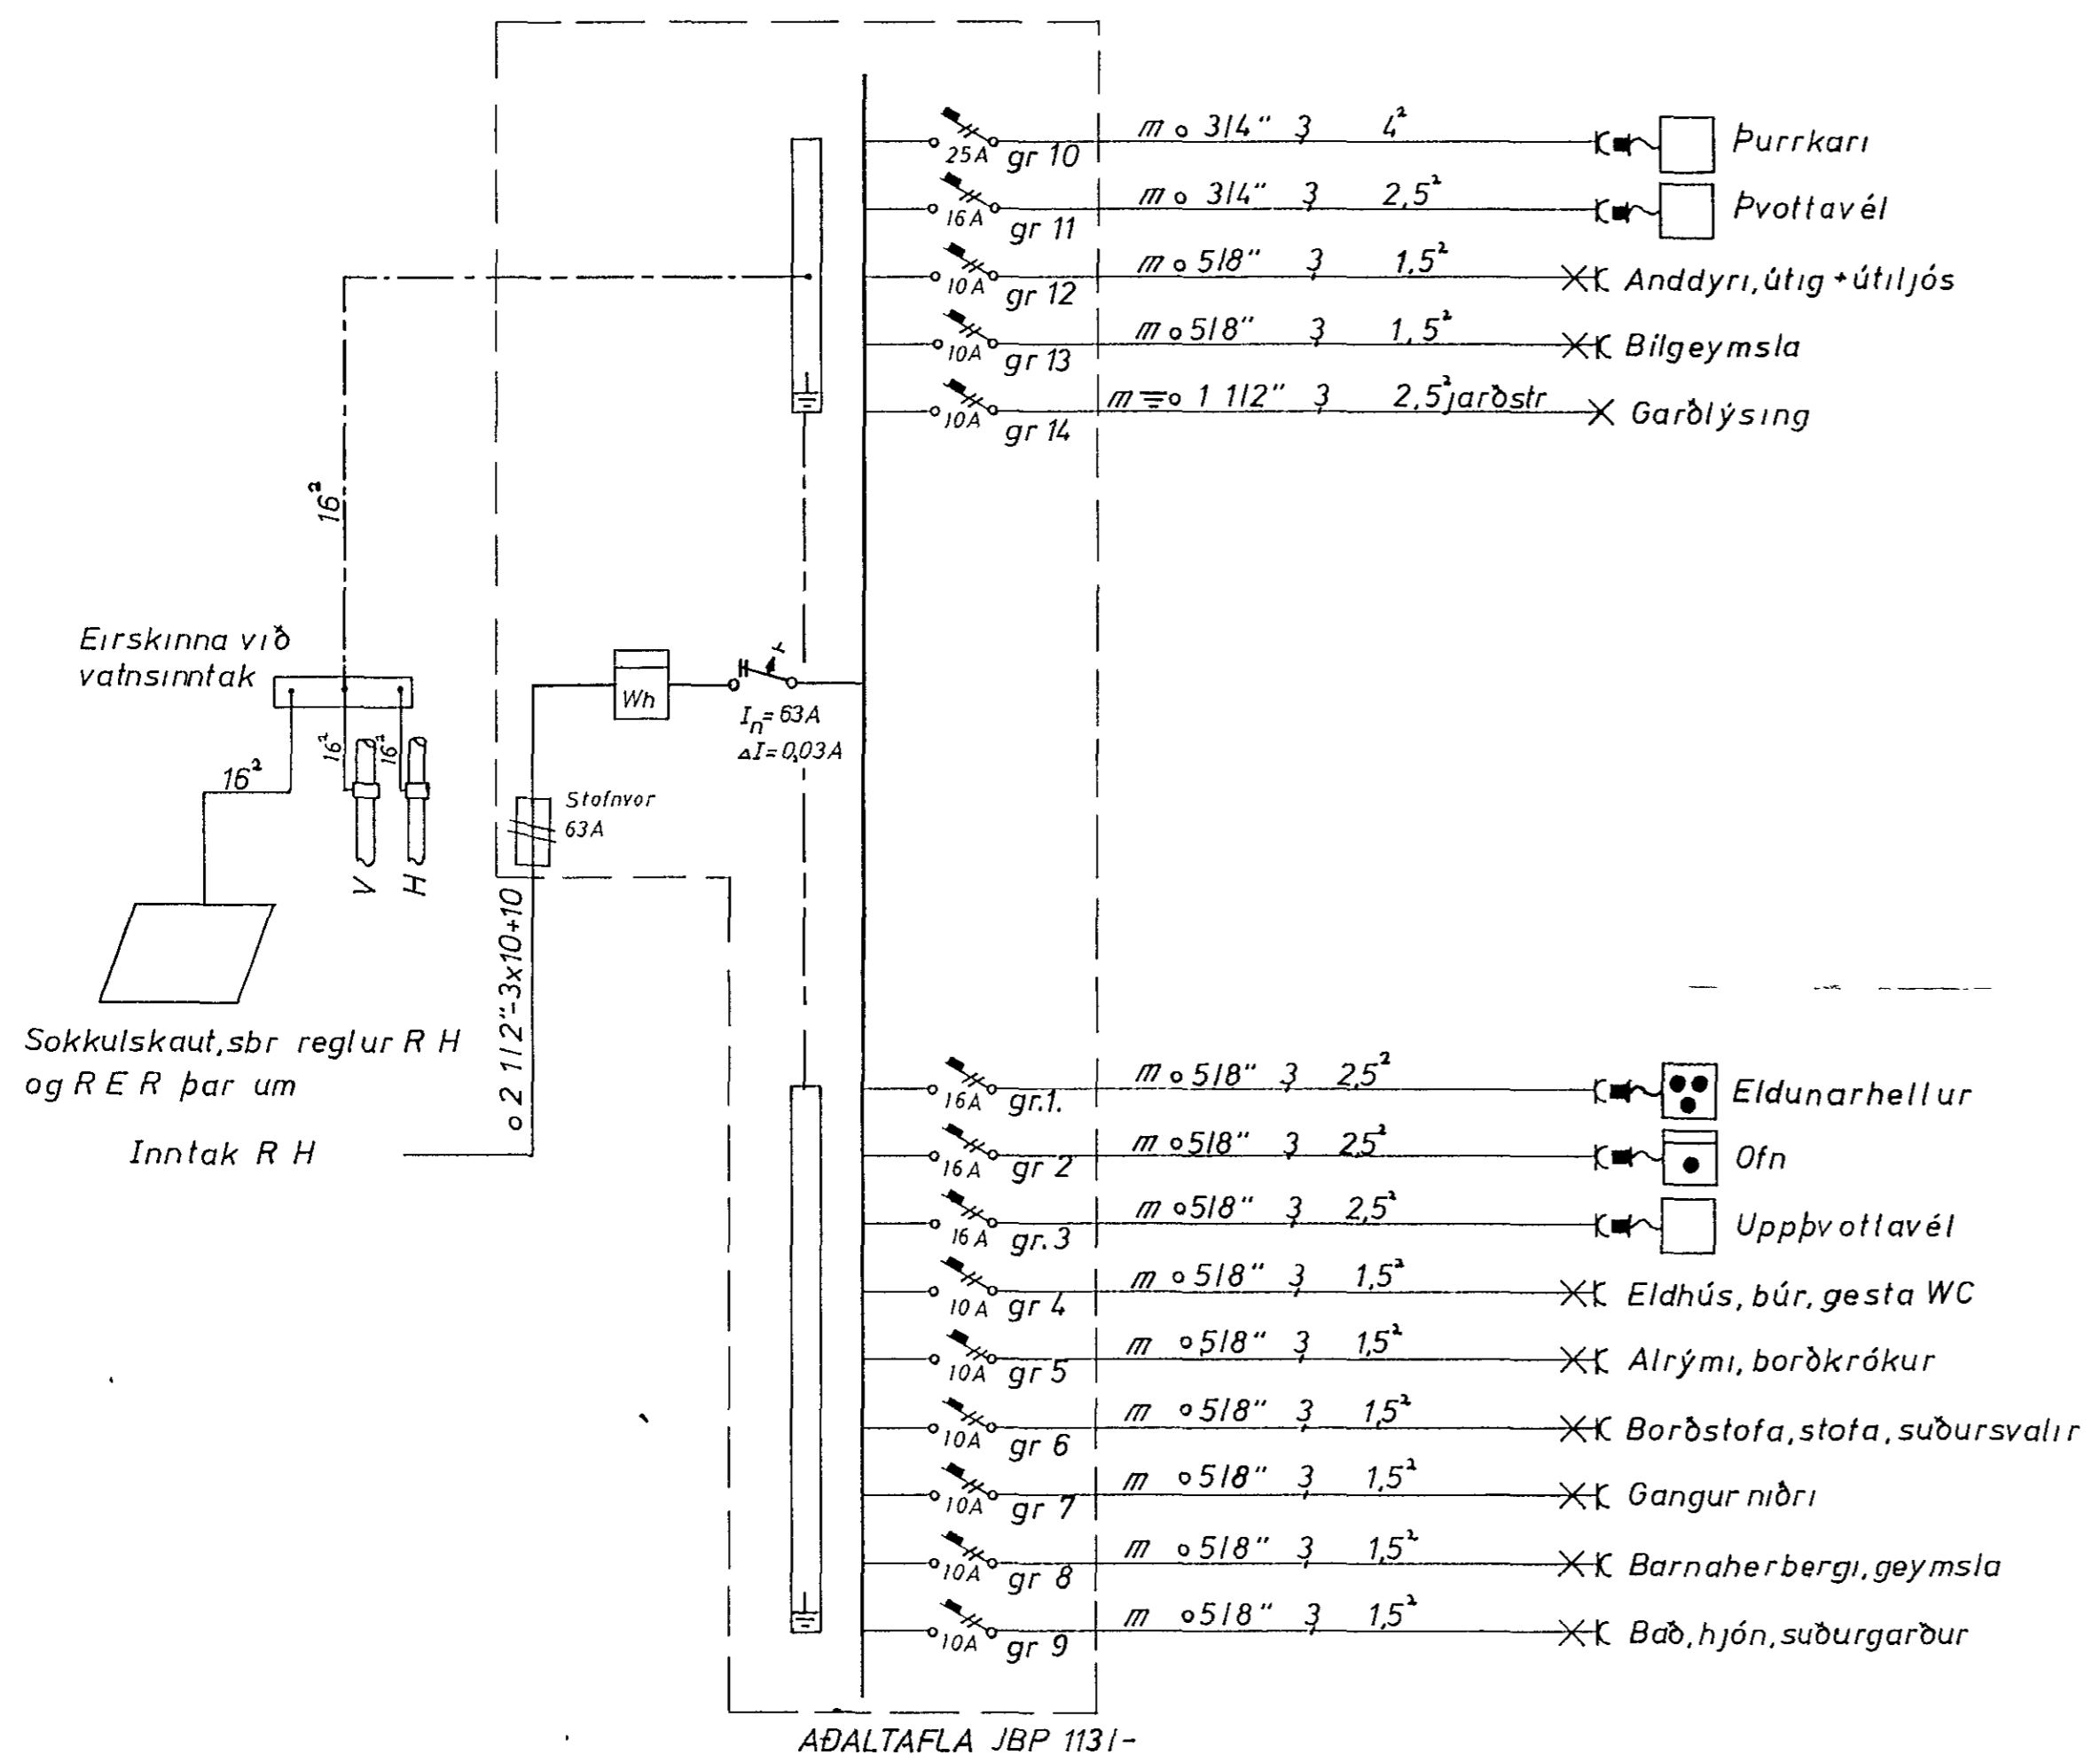 m o 3/4" 3 4²
25A gr 10
Þurrkari
m o 3/4" 3 2,5²
16A gr 11
Þvottavél
m o 5/8" 3 1,5²
10A gr 12
Anddyri, útig + útiljós
m o 5/8" 3 1,5²
10A gr 13
Bílgeymsla
m o 1 1/2" 3 2,5² jarðstr
10A gr 14
Garðlýsing
16²
Eirskinna við
vatnsinntak
Wh
I_n = 63A
ΔI = 0,03A
16² 16²
16²
Stofnvor
63A
V H
o 2 1/2"-3x10+10
Sokkulskaut, sbr reglur R H
og R E R þar um
Inntak R H
m o 5/8" 3 2,5²
16A gr. 1.
Eldunarhellur
m o 5/8" 3 2,5²
16A gr 2
Ofn
m o 5/8" 3 2,5²
16A gr. 3
Uppþvottavél
m o 5/8" 3 1,5²
10A gr 4
Eldhús, búr, gesta WC
m o 5/8" 3 1,5²
10A gr 5
Alrými, borðkrókur
m o 5/8" 3 1,5²
10A gr 6
Borðstofa, stofa, suðursvalir
m o 5/8" 3 1,5²
10A gr 7
Gangur niðri
m o 5/8" 3 1,5²
10A gr 8
Barnaherbergi, geymsla
m o 5/8" 3 1,5²
10A gr 9
Bað, hjón, suðurgarður
AÐALTAFLA JBP 113/-